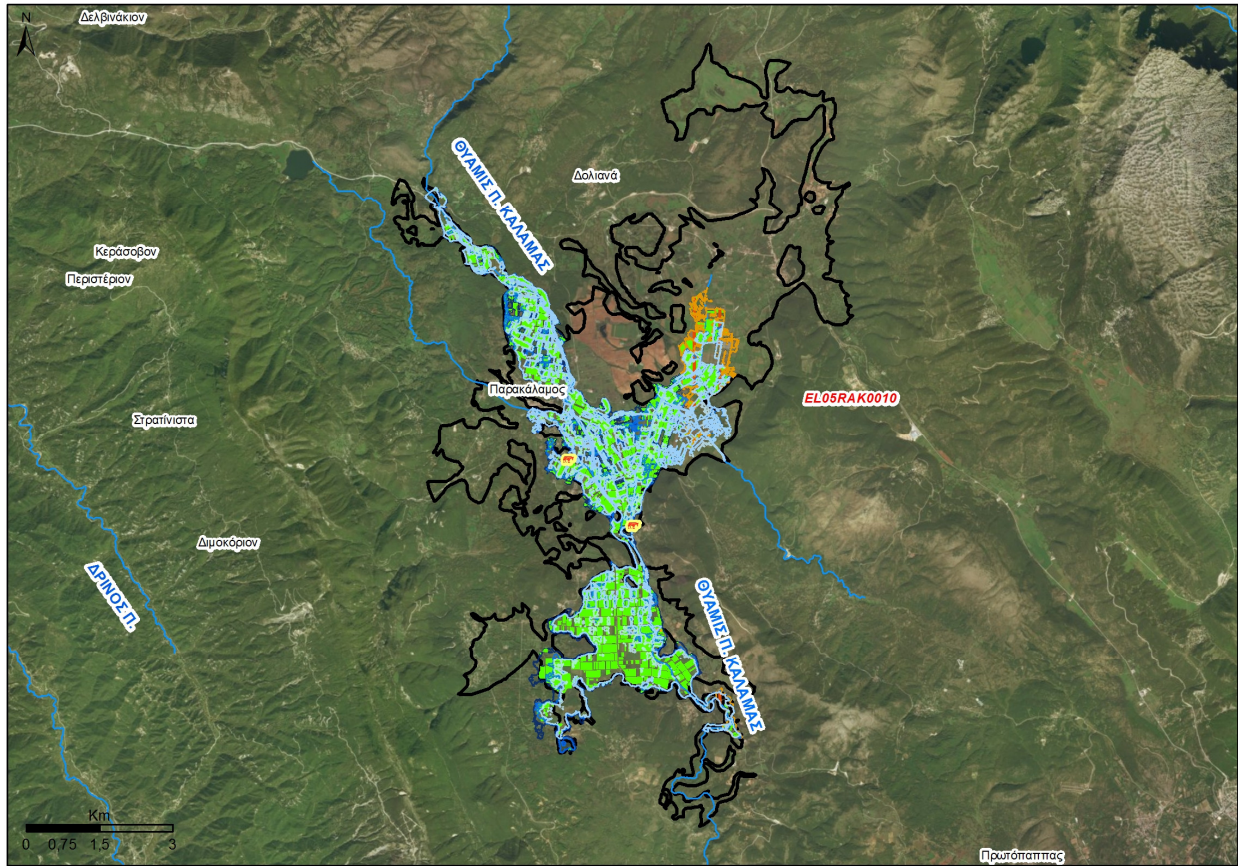 Δελβινάκιον
N
ΘΥΑΜΙΣ Π. ΚΑΛΑΜΑΣ
Δολιανά
Κεράσοβον
Περιστέριον
Παρακάλαμος
EL05RAK0010
Στρατίνιστα
Διμοκόριον
ΔΡΙΝΟΣ Π.
ΘΥΑΜΙΣ Π. ΚΑΛΑΜΑΣ
Km
0 0,75 1,5 3
Πρωτόπαππας